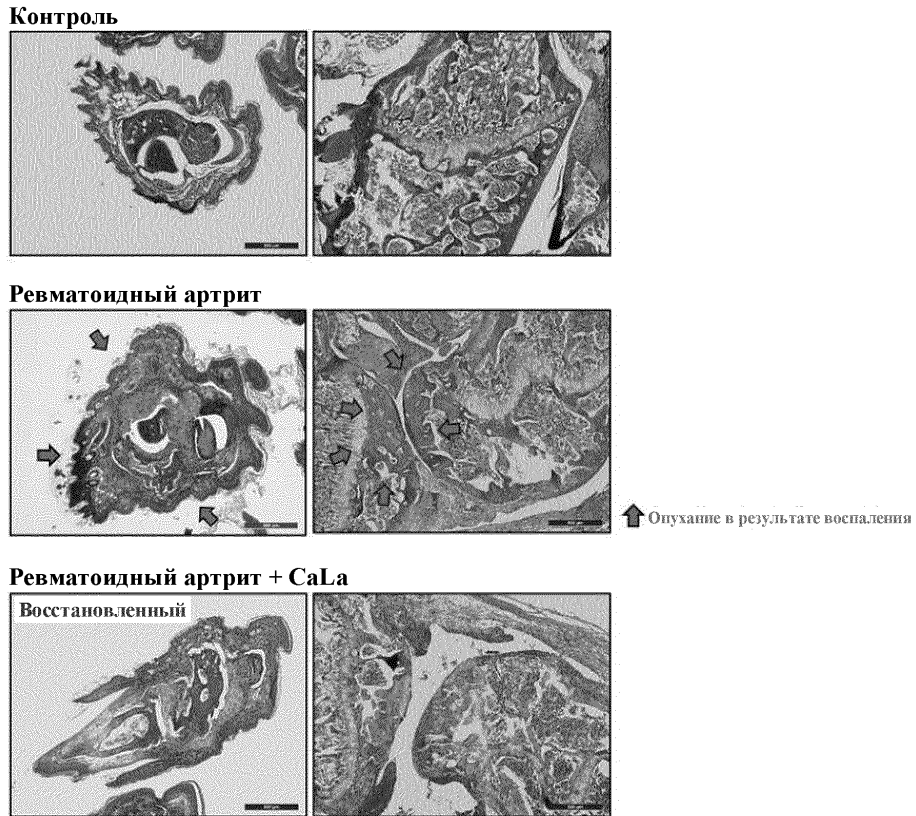 Контроль
Ревматоидный артрит
Опухание в результате воспаления
Ревматоидный артрит + CaLa
Восстановленный